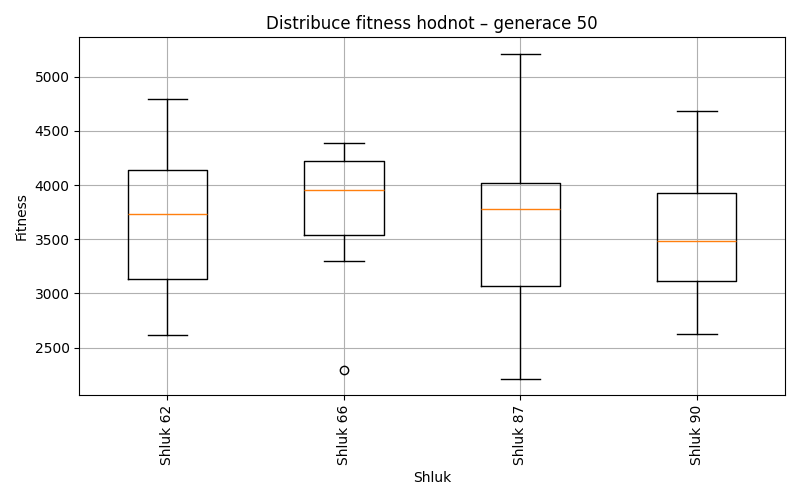 Distribuce fitness hodnot – generace 50
Fitness
5000
4500
4000
3500
3000
2500
Shluk 62
Shluk 66
Shluk 87
Shluk 90
Shluk